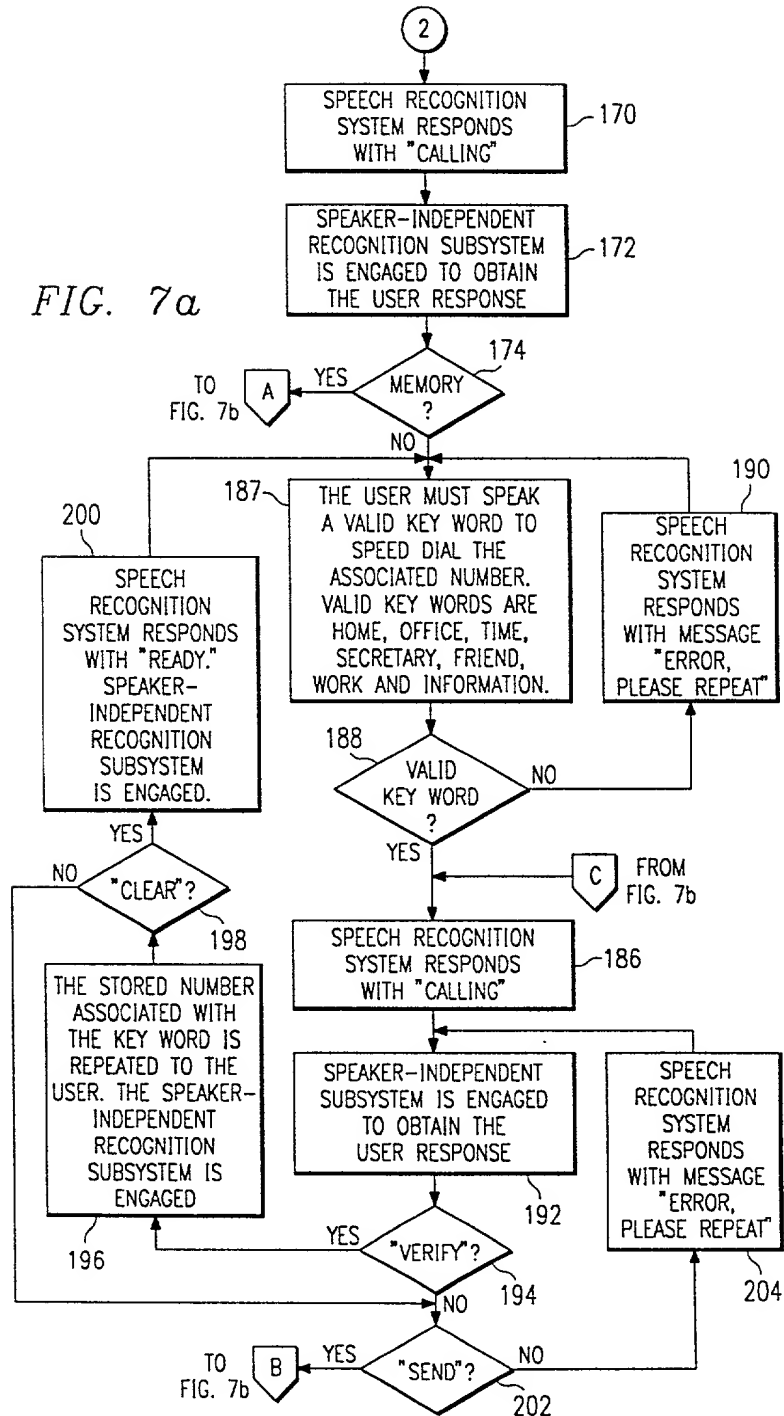 2
SPEECH RECOGNITION
SYSTEM RESPONDS
WITH "CALLING"
170
SPEAKER-INDEPENDENT
RECOGNITION SUBSYSTEM
IS ENGAGED TO OBTAIN
THE USER RESPONSE
172
FIG. 7a
174
MEMORY
?
YES
A
TO
FIG. 7b
NO
187
THE USER MUST SPEAK
A VALID KEY WORD TO
SPEED DIAL THE
ASSOCIATED NUMBER.
VALID KEY WORDS ARE
HOME, OFFICE, TIME,
SECRETARY, FRIEND,
WORK AND INFORMATION.
190
SPEECH
RECOGNITION
SYSTEM
RESPONDS
WITH MESSAGE
"ERROR,
PLEASE REPEAT"
200
SPEECH
RECOGNITION
SYSTEM RESPONDS
WITH "READY."
SPEAKER-
INDEPENDENT
RECOGNITION
SUBSYSTEM
IS ENGAGED.
188
VALID
KEY WORD
?
NO
YES
YES
NO
"CLEAR"?
198
C
FROM
FIG. 7b
SPEECH RECOGNITION
SYSTEM RESPONDS
WITH "CALLING"
186
THE STORED NUMBER
ASSOCIATED WITH
THE KEY WORD IS
REPEATED TO THE
USER. THE SPEAKER-
INDEPENDENT
RECOGNITION
SUBSYSTEM IS
ENGAGED
196
SPEAKER-INDEPENDENT
SUBSYSTEM IS ENGAGED
TO OBTAIN THE
USER RESPONSE
192
SPEECH
RECOGNITION
SYSTEM
RESPONDS
WITH MESSAGE
"ERROR,
PLEASE REPEAT"
204
YES
"VERIFY"?
194
NO
TO
FIG. 7b
B
YES
"SEND"?
NO
202